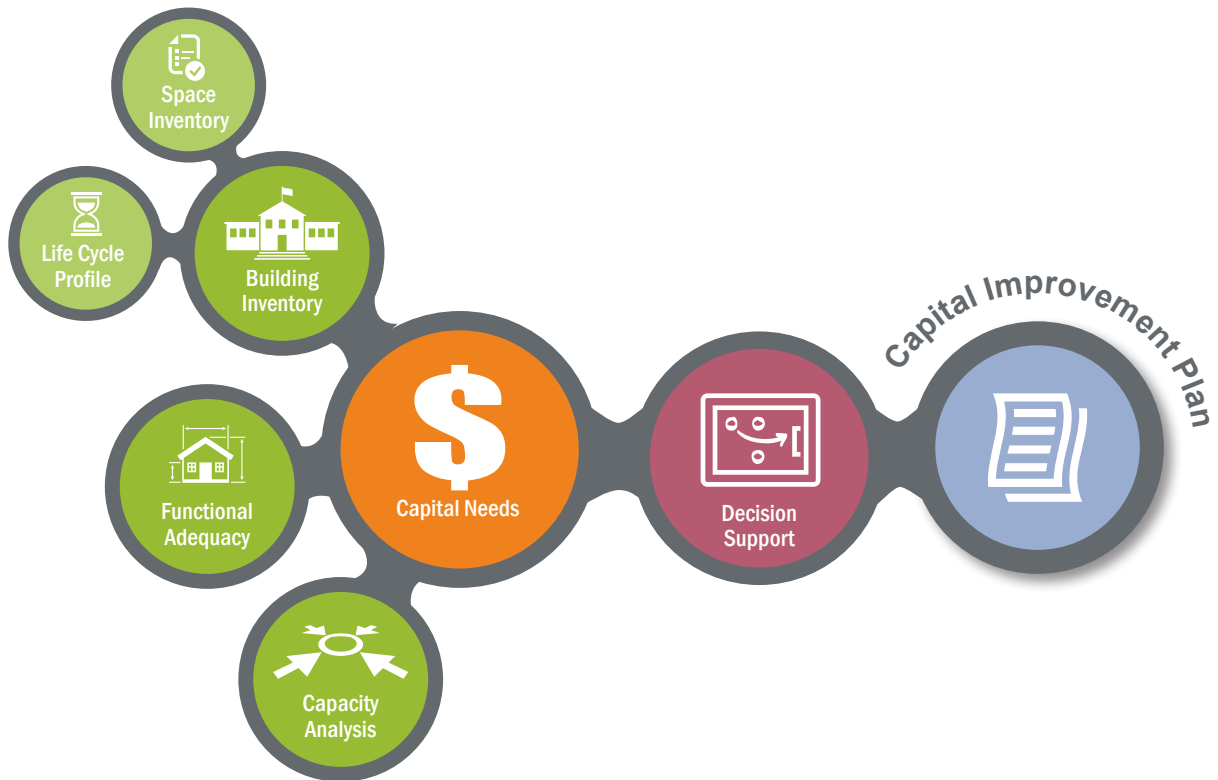 Space
Inventory
Life Cycle
Profile
Building
Inventory
Functional
Adequacy
Capacity
Analysis
$
Capital Needs
Decision
Support
Capital Improvement Plan